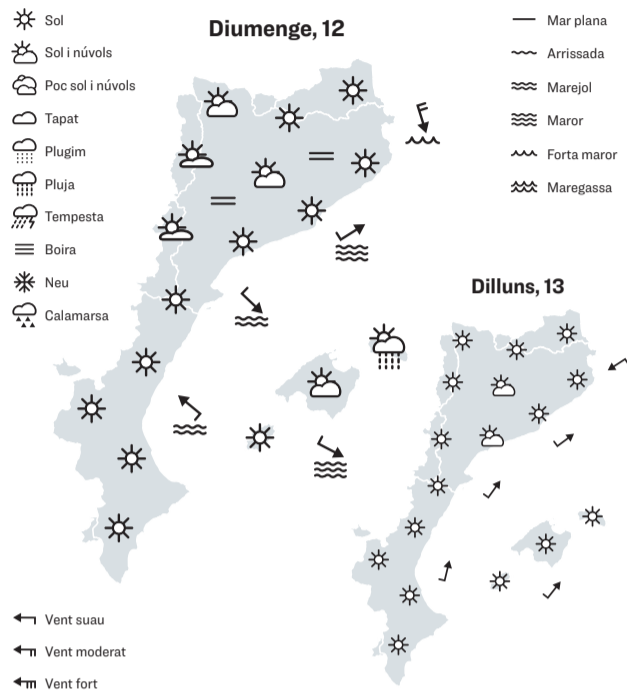 Sol
Sol i núvols
Poc sol i núvols
Tapat
Plugim
Pluja
Tempesta
Boira
Neu
Calamarsa
Diumenge, 12
Mar plana
Arrissada
Marejol
Maror
Forta maror
Maregassa
Dilluns, 13
Vent suau
Vent moderat
Vent fort